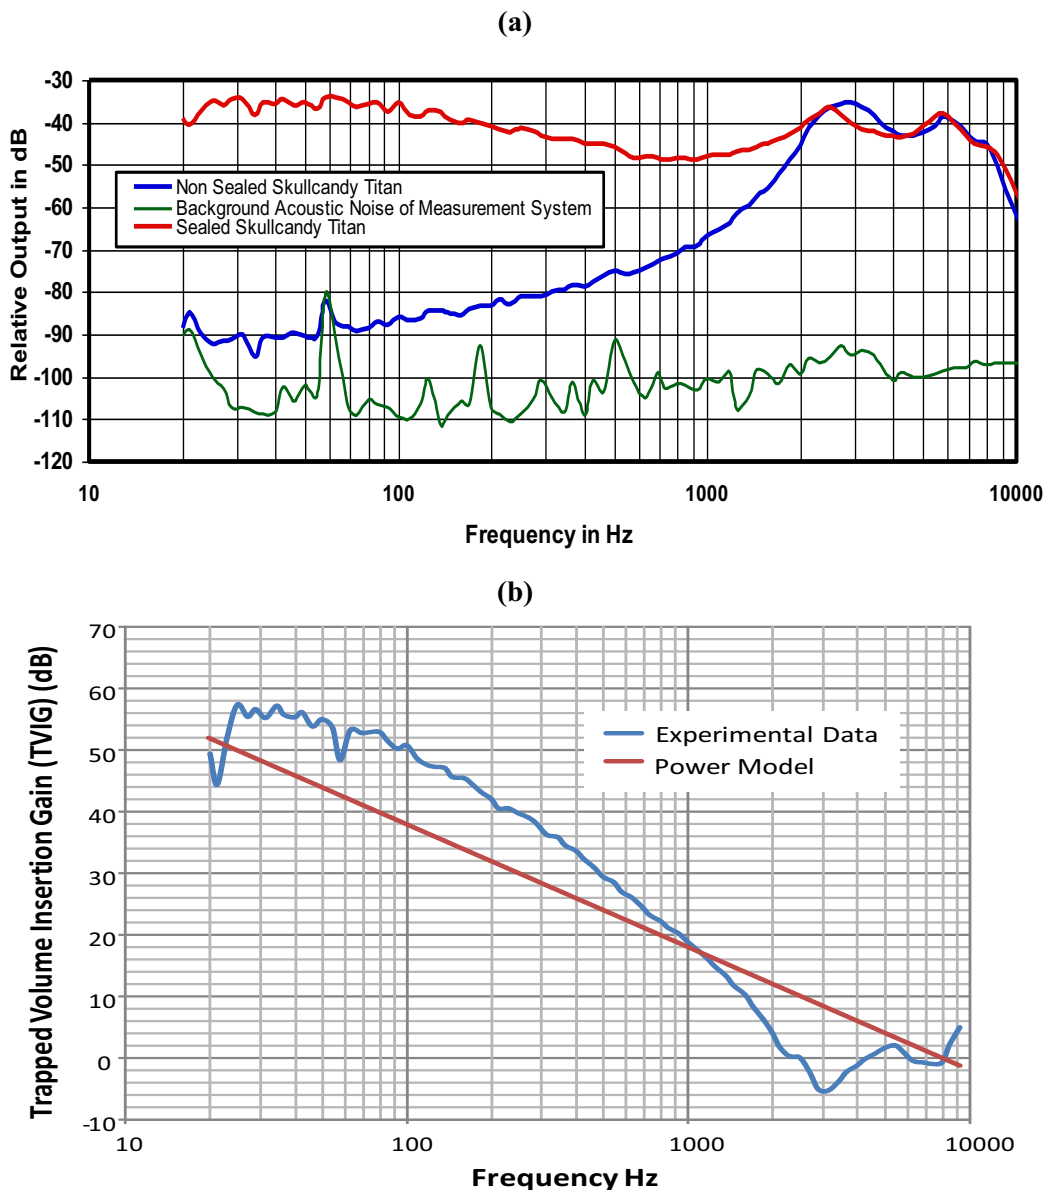 (a)
-30
-40
-50
-60
-70
-80
-90
-100
-110
-120
Relative Output in dB
Non Sealed Skullcandy Titan
Background Acoustic Noise of Measurement System
Sealed Skullcandy Titan
10 100 1000 10000
Frequency in Hz
(b)
70
60
50
40
30
20
10
0
-10
Trapped Volume Insertion Gain (TVIG) (dB)
Experimental Data
Power Model
10 100 1000 10000
Frequency Hz